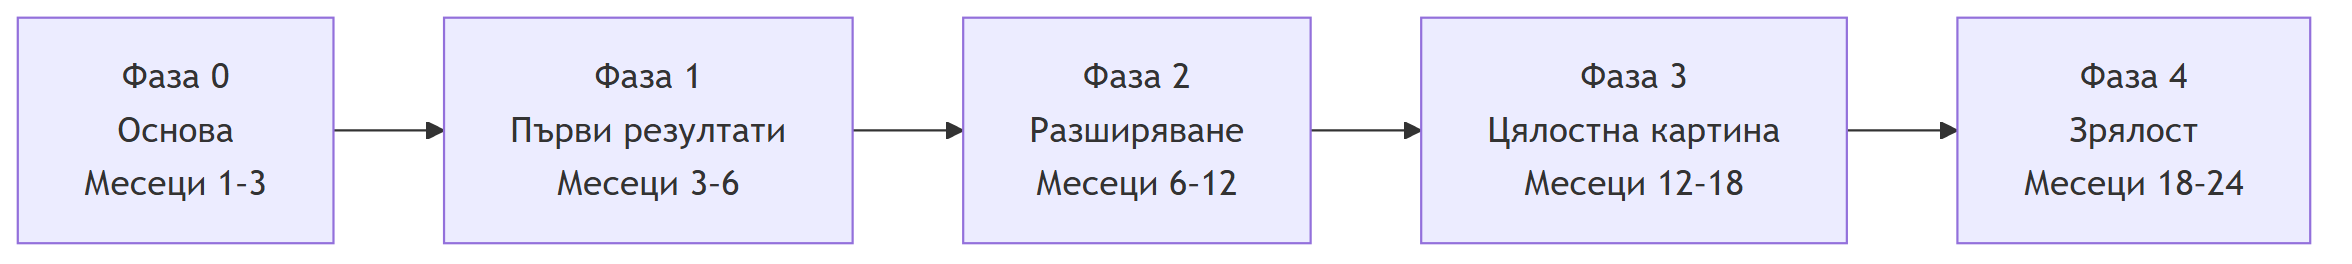 Фаза 0
Основа
Месеци 1–3
Фаза 1
Първи резултати
Месеци 3–6
Фаза 2
Разширяване
Месеци 6–12
Фаза 3
Цялостна картина
Месеци 12–18
Фаза 4
Зрялост
Месеци 18–24